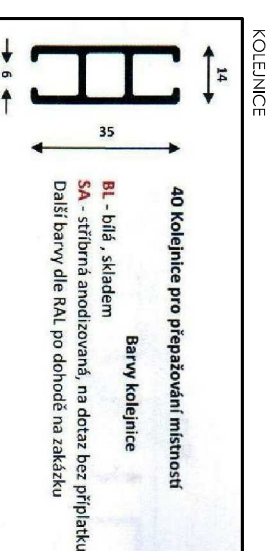 KOLEJNICE
14
35
6
40 Kolejnice pro přepažování místností
Barvy kolejnice
BL - bílá , skladem
SA - stříbrná anodizovaná, na dotaz bez příplatku
Další barvy dle RAL po dohodě na zakázku